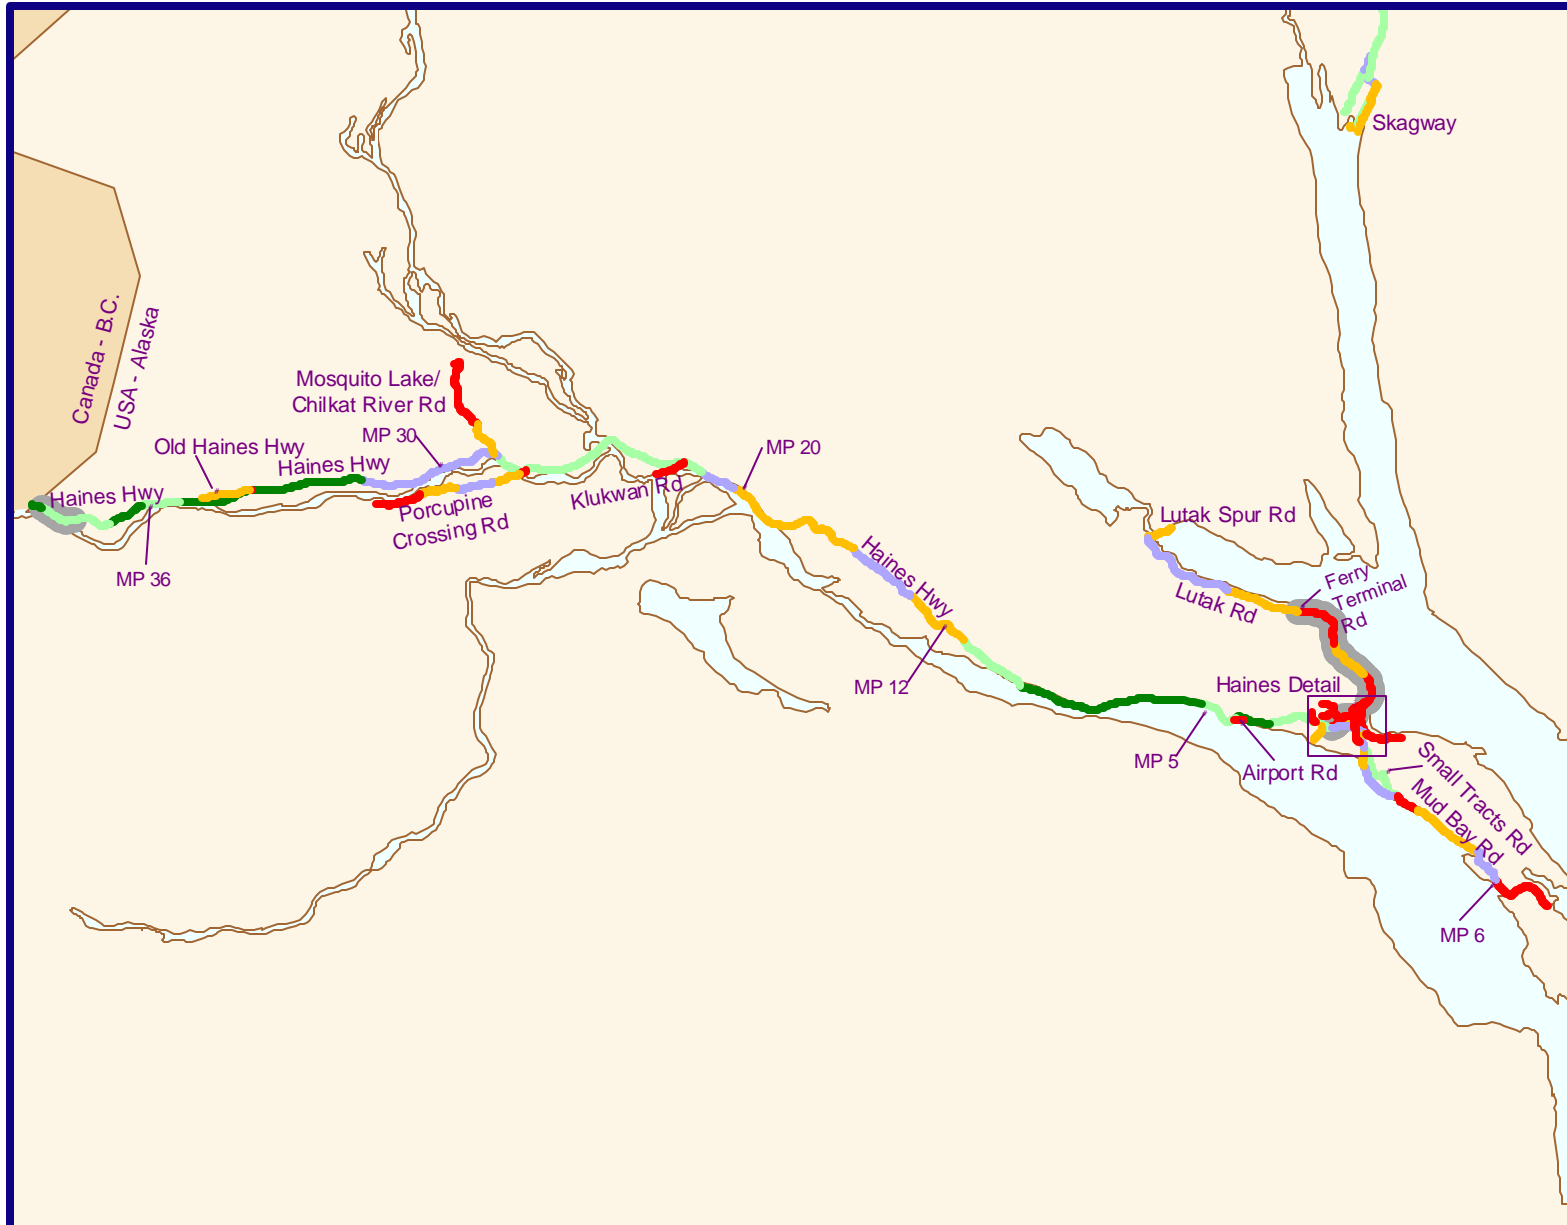 Skagway
Canada - B.C.
USA - Alaska
Mosquito Lake/
Chilkat River Rd
MP 30
Old Haines Hwy
Haines Hwy
Haines Hwy
MP 36
Porcupine
Crossing Rd
Klukwan Rd
MP 20
Haines Hwy
MP 12
Lutak Spur Rd
Lutak Rd
Ferry
Terminal
Rd
Haines Detail
MP 5
Airport Rd
Small Tracts Rd
Mud Bay Rd
MP 6